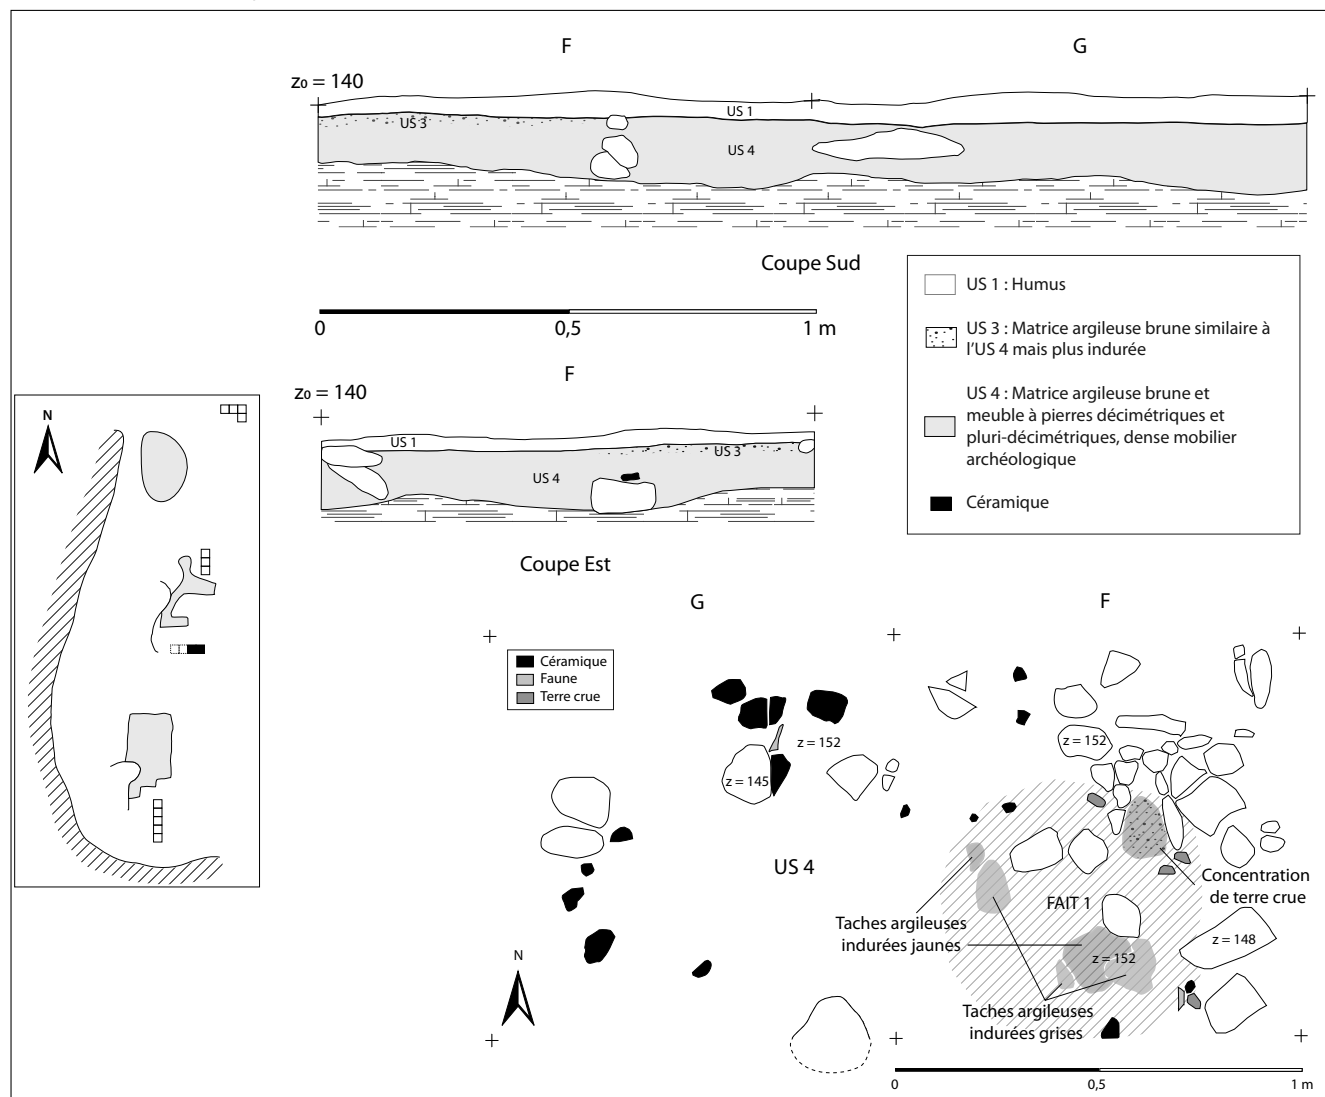 F
G
z₀ = 140
US 1
US 3
US 4
Coupe Sud
0
0,5
1 m
US 1 : Humus
US 3 : Matrice argileuse brune similaire à
l’US 4 mais plus indurée
US 4 : Matrice argileuse brune et
meuble à pierres décimétriques et
pluri-décimétriques, dense mobilier
archéologique
Céramique
F
z₀ = 140
US 1
US 3
US 4
Coupe Est
N
G
F
Céramique
Faune
Terre crue
z = 152
z = 145
z = 152
US 4
Concentration
de terre crue
FAIT 1
Taches argileuses
indurées jaunes
z = 148
z = 152
Taches argileuses
indurées grises
N
0
0,5
1 m